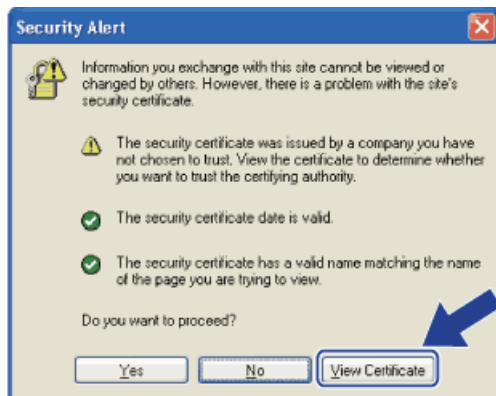 Security Alert
Information you exchange with this site cannot be viewed or
changed by others. However, there is a problem with the site's
security certificate.
The security certificate was issued by a company you have
not chosen to trust. View the certificate to determine whether
you want to trust the certifying authority.
The security certificate date is valid.
The security certificate has a valid name matching the name
of the page you are trying to view.
Do you want to proceed?
Yes No View Certificate